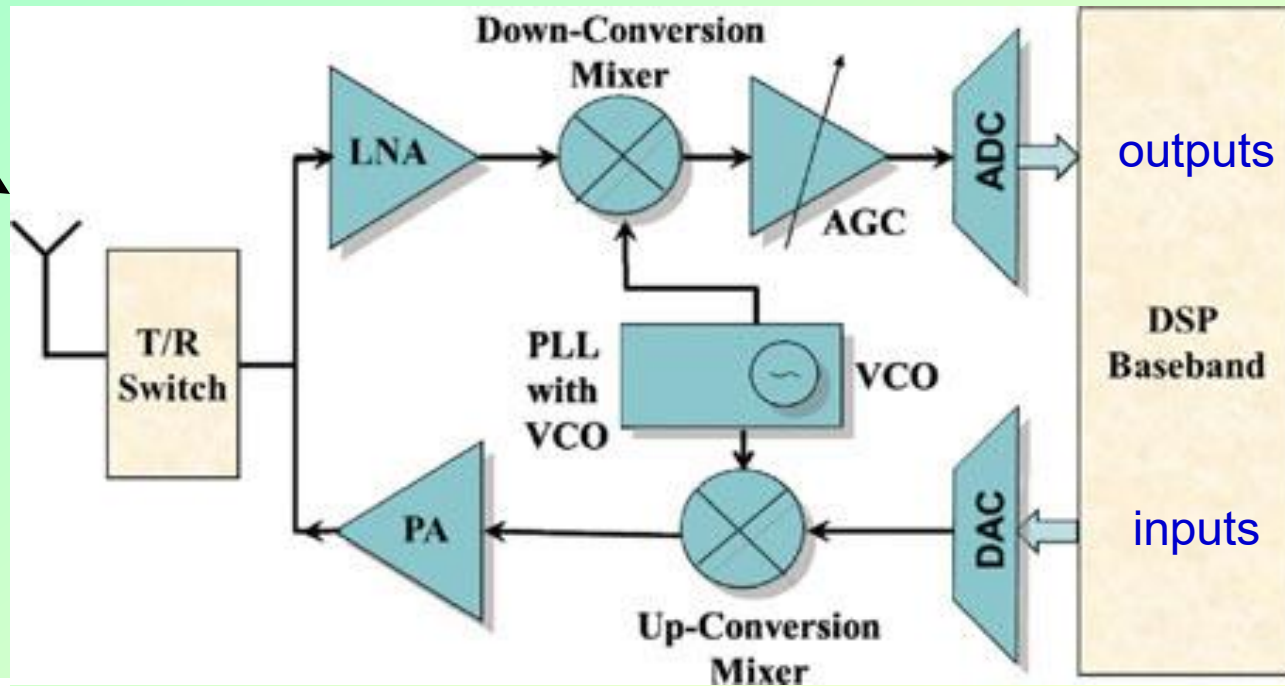 Down-Conversion
Mixer
LNA
AGC
ADC
outputs
T/R
Switch
PLL
with
VCO
VCO
DSP
Baseband
PA
DAC
inputs
Up-Conversion
Mixer